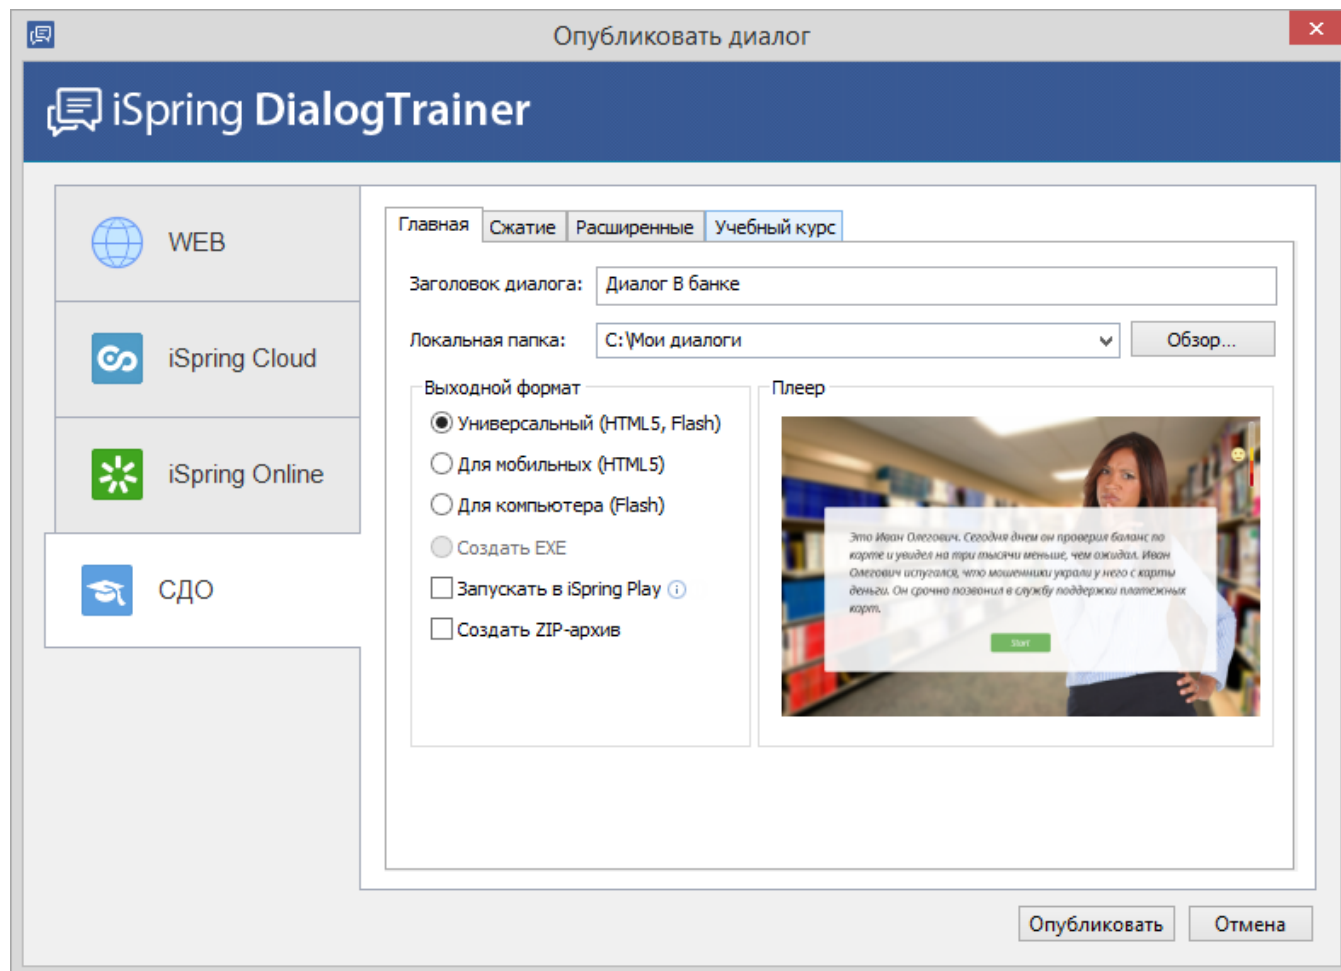 Опубликовать диалог
iSpring DialogTrainer
WEB
iSpring Cloud
iSpring Online
СДО
Главная Сжатие Расширенные Учебный курс
Заголовок диалога: Диалог В банке
Локальная папка: C:\Мои диалоги Обзор...
Выходной формат
Универсальный (HTML5, Flash)
Для мобильных (HTML5)
Для компьютера (Flash)
Создать EXE
Запускать в iSpring Play
Создать ZIP-архив
Плеер
Это Иван Олегович. Сегодня днем он проверил баланс по
карте и увидел на три тысячи меньше, чем ожидал. Иван
Олегович испугался, что мошенники украли у него с карты
деньги. Он срочно позвонил в службу поддержки платежных
карт.
Start
Опубликовать Отмена